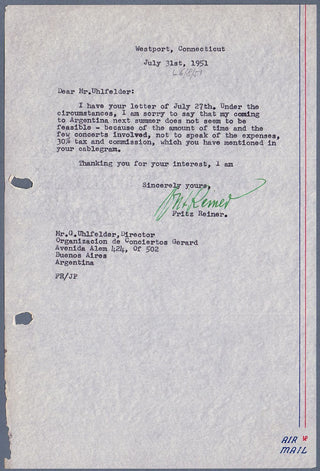 Westport, Connecticut
July 31st, 1951
Dear Mr.Uhlfelder:
I have your letter of July 27th. Under the
circumstances, I am sorry to say that my coming
to Argentina next summer does not seem to be
feasible - because of the amount of time and the
few concerts involved, not to speak of the expenses,
30% tax and commission, which you have mentioned in
your cablegram.
Thanking you for your interest, I am
Sincerely yours,
Fritz Reiner
Fritz Reiner.
Mr.G.Uhlfelder,Director
Organizacion de Conciertos Gerard
Avenida Alem 424, Of 502
Buenos Aires
Argentina
FR/JP
AIR
MAIL